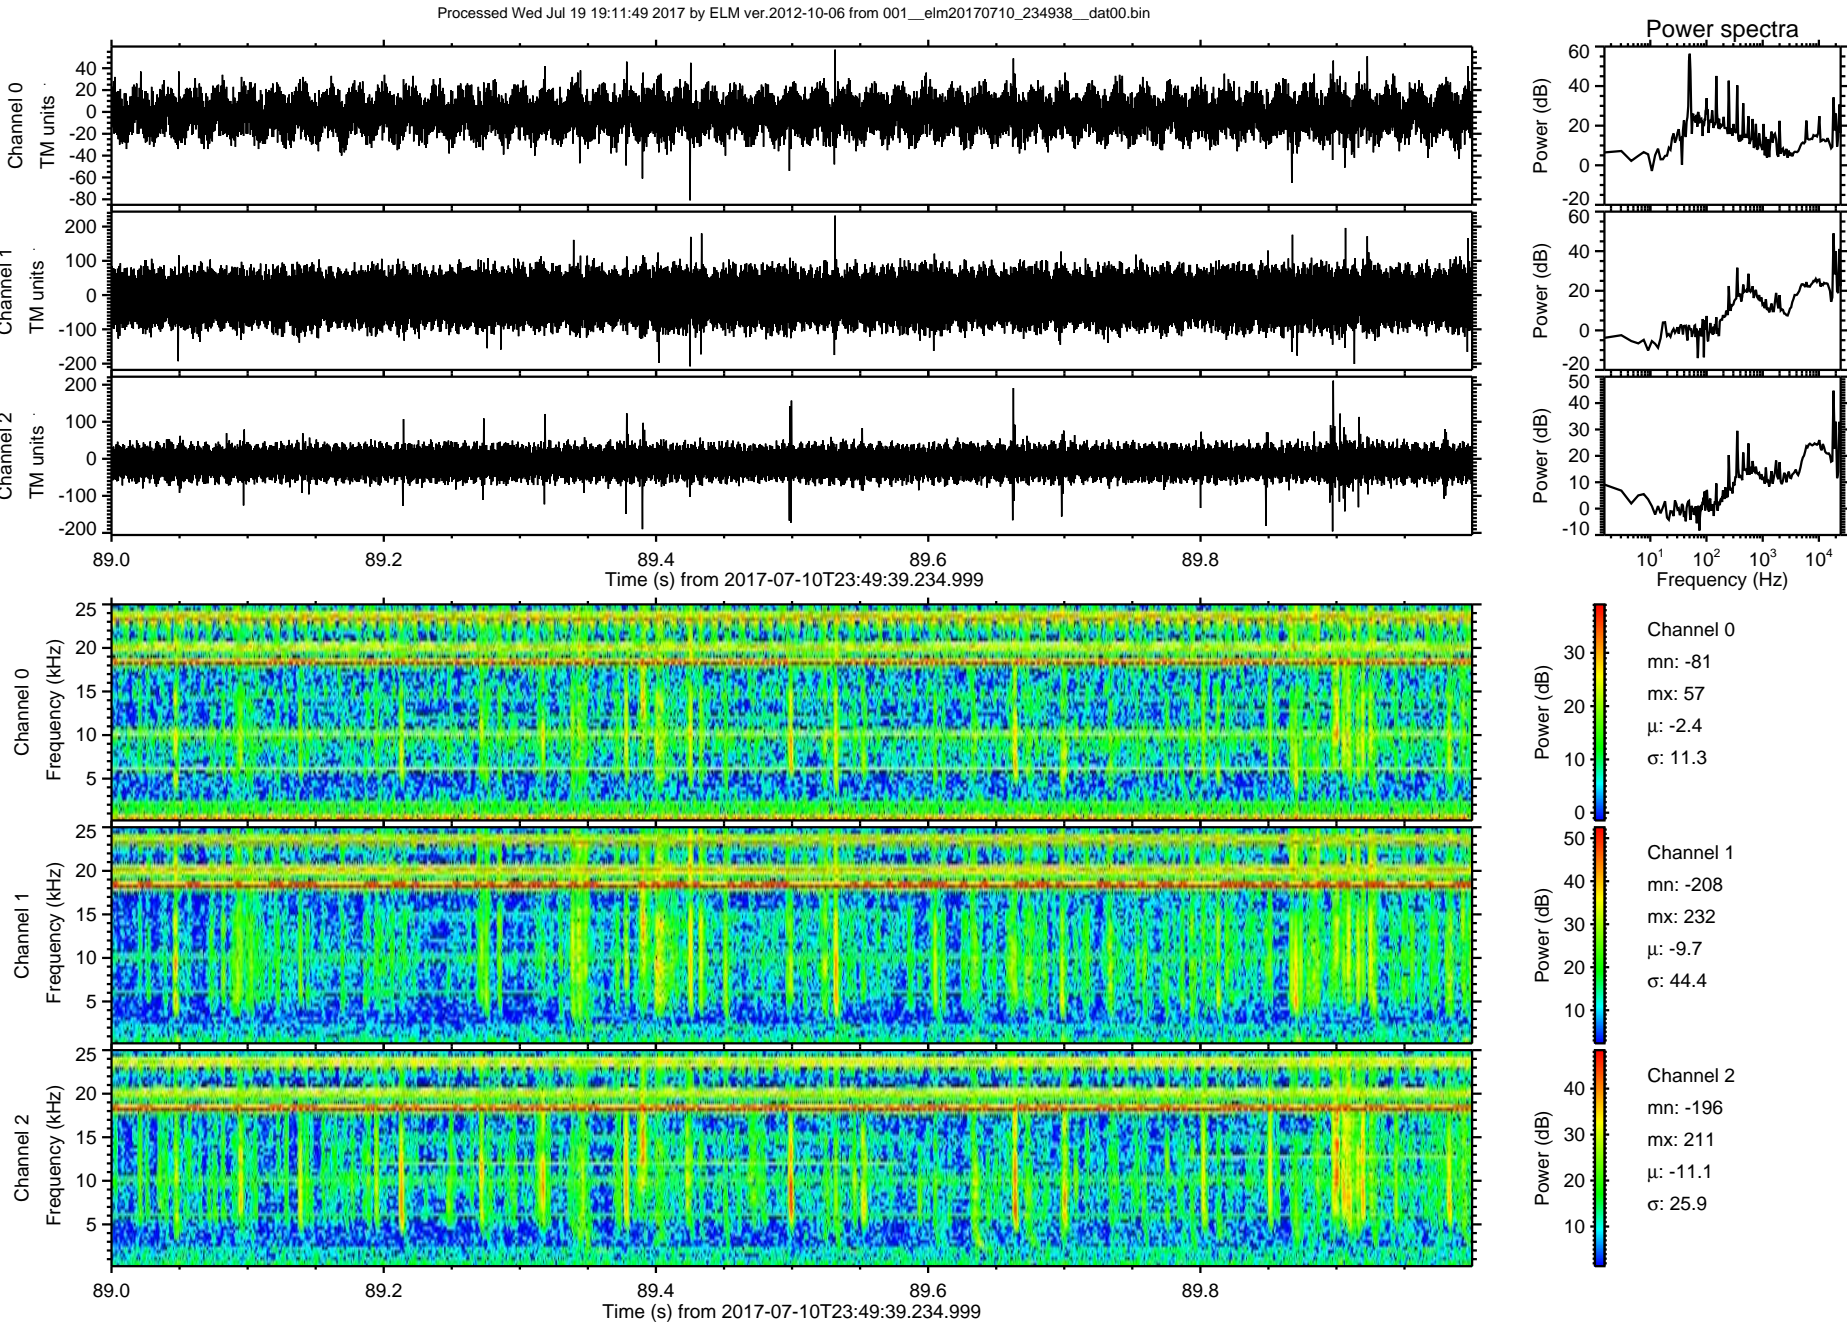 Processed Wed Jul 19 19:11:49 2017 by ELM ver.2012-10-06 from 001__elm20170710_234938__dat00.bin
Power spectra
Channel 0
TM units
40
20
0
-20
-40
-60
-80
Power (dB)
60
40
20
0
-20
Channel 1
TM units
200
100
0
-100
-200
Power (dB)
60
40
20
0
-20
Channel 2
TM units
200
100
0
-100
-200
Power (dB)
50
40
30
20
10
0
-10
89.0 89.2 89.4 89.6 89.8
Time (s) from 2017-07-10T23:49:39.234.999
10¹ 10² 10³ 10⁴
Frequency (Hz)
Channel 0
Frequency (kHz)
25
20
15
10
5
Power (dB)
30
20
10
0
Channel 0
mn: -81
mx: 57
μ: -2.4
σ: 11.3
Channel 1
Frequency (kHz)
25
20
15
10
5
Power (dB)
50
40
30
20
10
Channel 1
mn: -208
mx: 232
μ: -9.7
σ: 44.4
Channel 2
Frequency (kHz)
25
20
15
10
5
Power (dB)
40
30
20
10
Channel 2
mn: -196
mx: 211
μ: -11.1
σ: 25.9
89.0 89.2 89.4 89.6 89.8
Time (s) from 2017-07-10T23:49:39.234.999